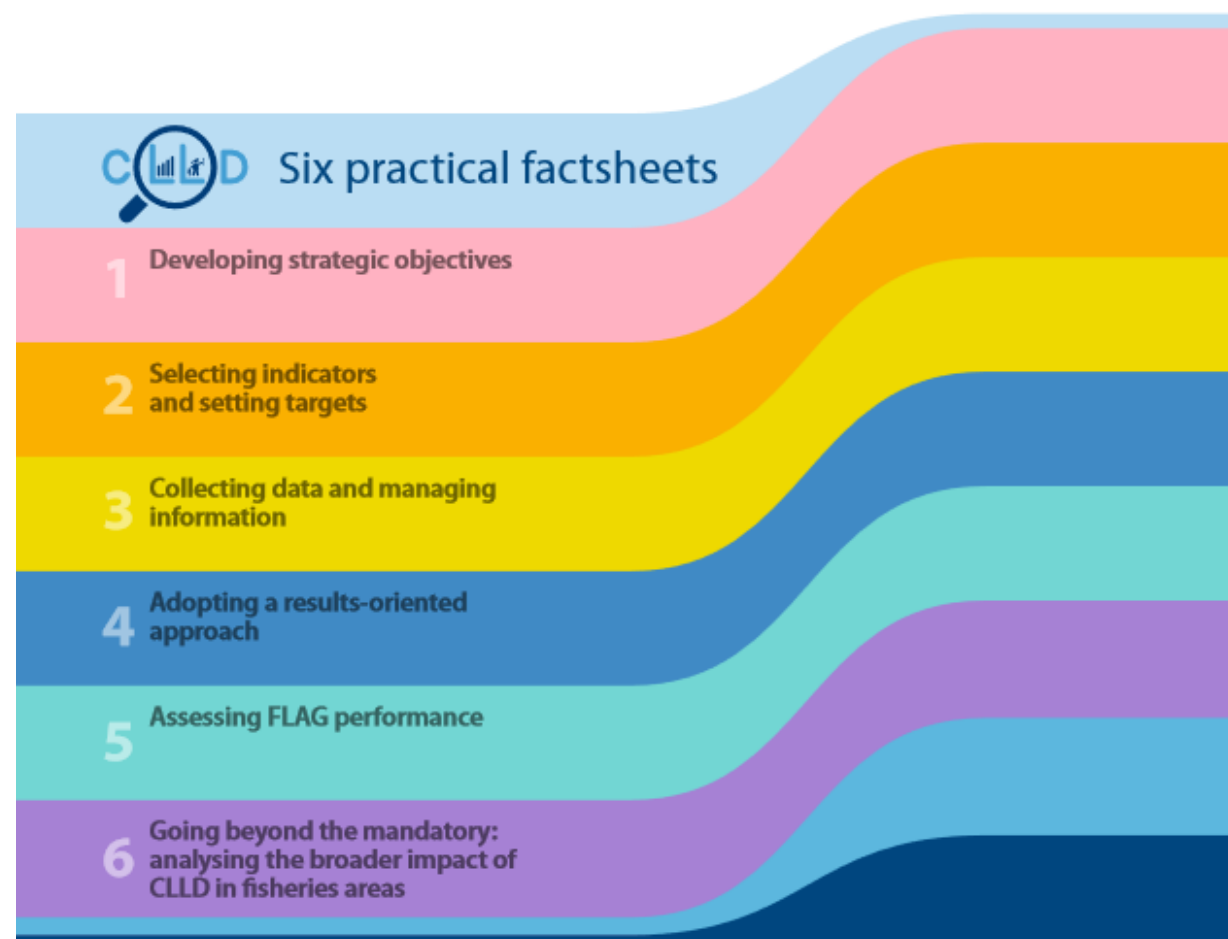 CLLD Six practical factsheets
1 Developing strategic objectives
2 Selecting indicators
and setting targets
3 Collecting data and managing
information
4 Adopting a results-oriented
approach
5 Assessing FLAG performance
6 Going beyond the mandatory:
analysing the broader impact of
CLLD in fisheries areas